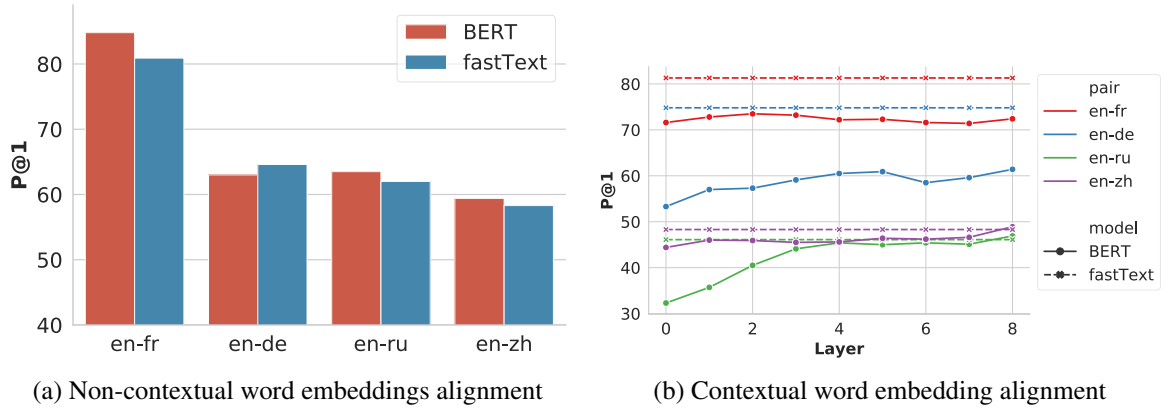 BERT
fastText
80
70
60
50
40
P@1
en-fr
en-de
en-ru
en-zh
(a) Non-contextual word embeddings alignment
80
70
60
50
40
30
P@1
0
2
4
6
8
Layer
pair
en-fr
en-de
en-ru
en-zh
model
BERT
fastText
(b) Contextual word embedding alignment